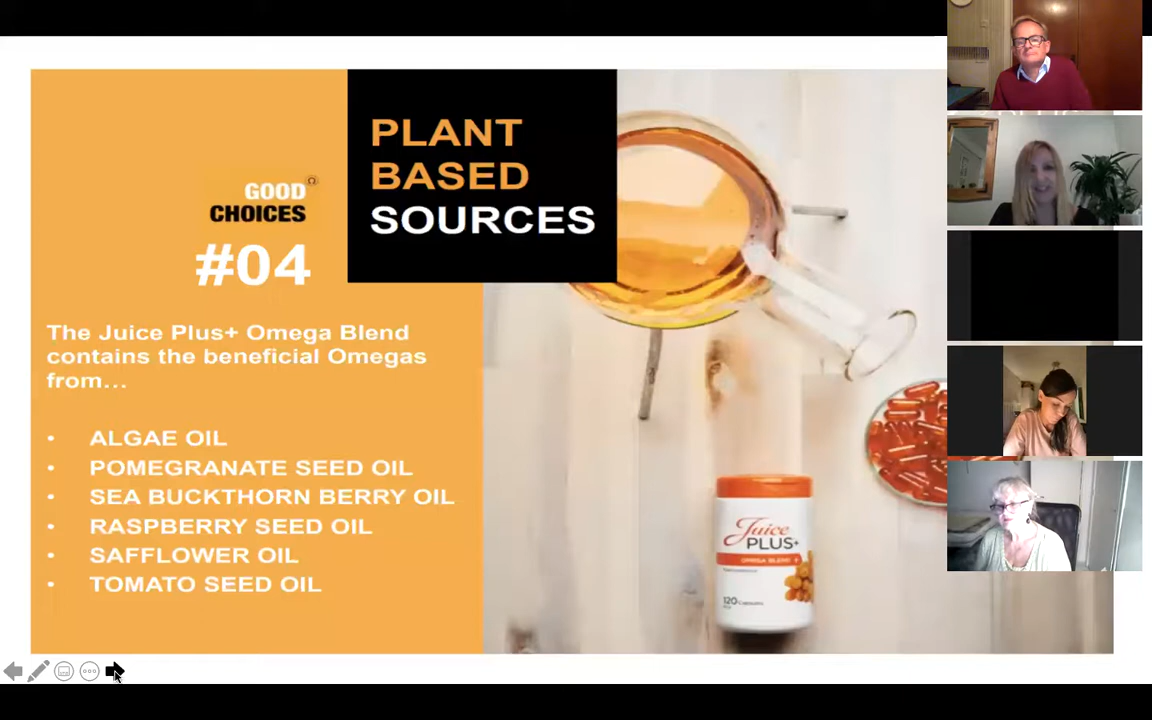 PLANT
BASED
SOURCES
GOOD
CHOICES
#04
The Juice Plus+ Omega Blend
contains the beneficial Omegas
from...
• ALGAE OIL
• POMEGRANATE SEED OIL
• SEA BUCKTHORN BERRY OIL
• RASPBERRY SEED OIL
• SAFFLOWER OIL
• TOMATO SEED OIL
Juice
PLUS+
OMEGA BLEND
120 Capsules